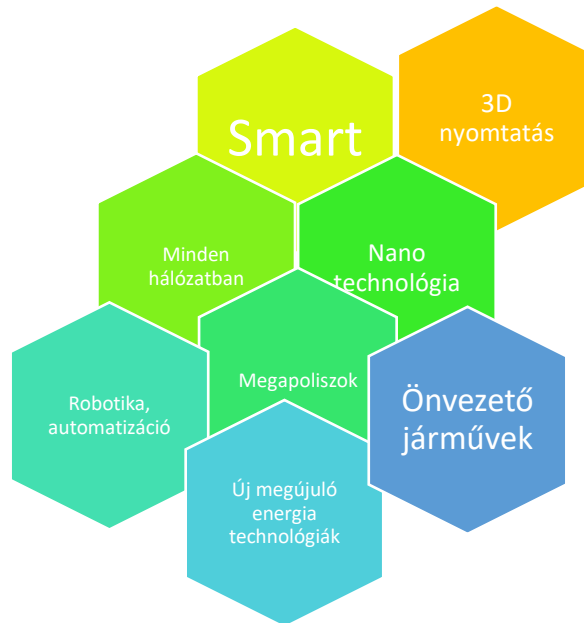 3D
nyomtatás
Smart
Minden
hálózatban
Nano
technológia
Megapoliszok
Robotika,
automatizáció
Önvezető
járművek
Új megújuló
energia
technológiák